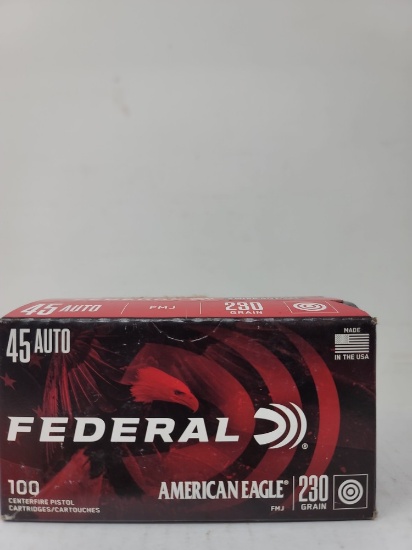 45 AUTO
FMJ
230
GRAIN
45 AUTO
MADE
IN THE USA
FEDERAL
®
100
CENTERFIRE PISTOL
CARTRIDGES/CARTOUCHES
AMERICAN EAGLE®
FMJ
230
GRAIN